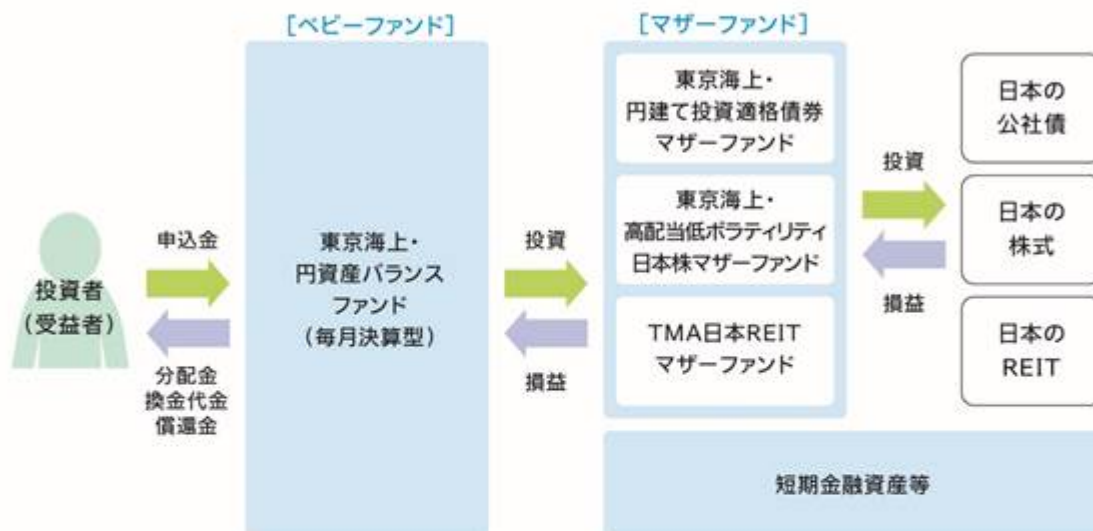 [ベビーファンド]
[マザーファンド]
投資者
(受益者)
申込金
分配金
換金代金
償還金
東京海上・
円資産バランス
ファンド
(毎月決算型)
投資
損益
東京海上・
円建て投資適格債券
マザーファンド
東京海上・
高配当低ボラティリティ
日本株マザーファンド
TMA日本REIT
マザーファンド
投資
損益
日本の
公社債
日本の
株式
日本の
REIT
短期金融資産等